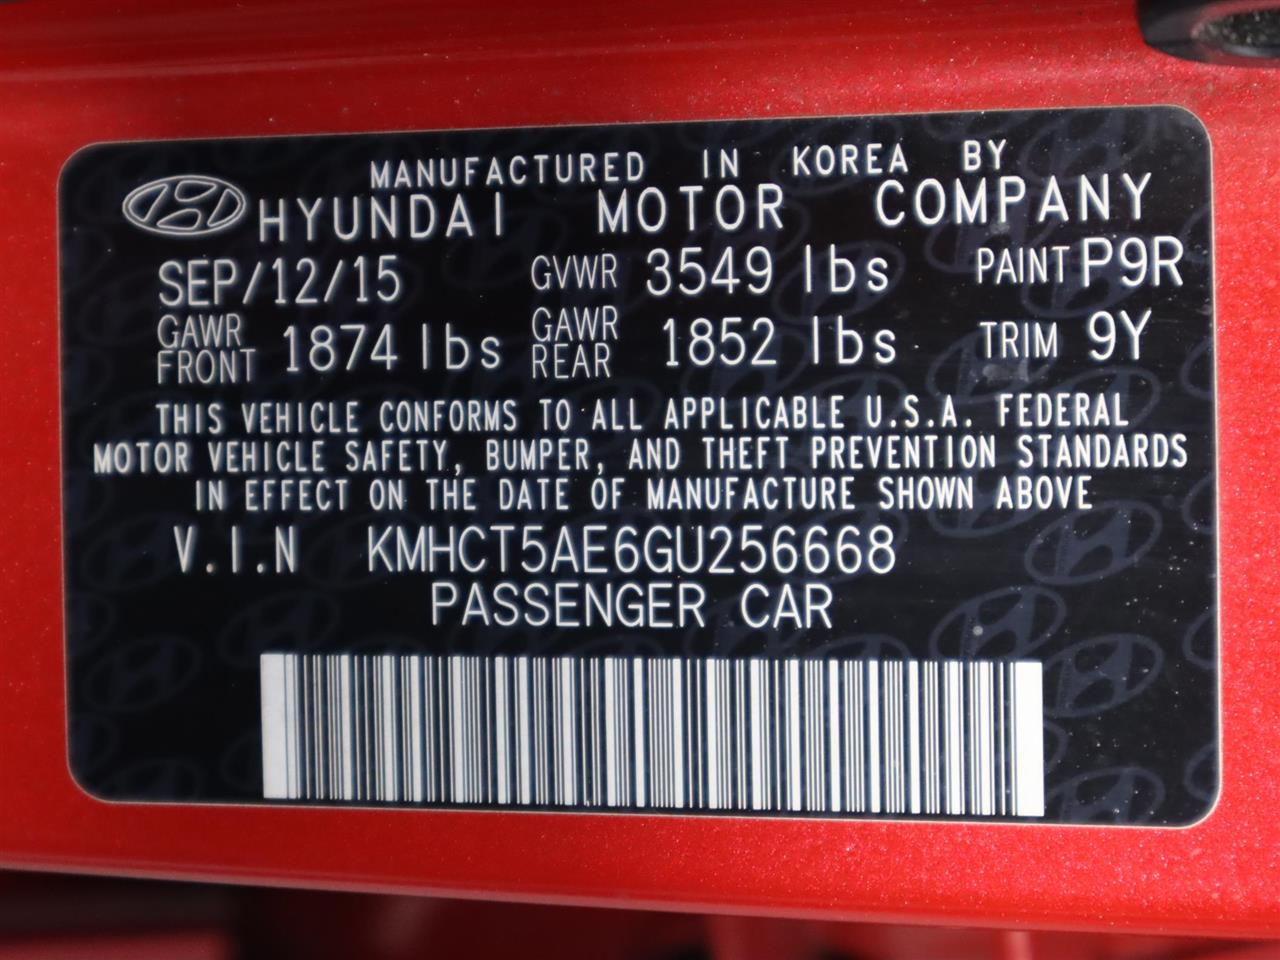 MANUFACTURED IN KOREA BY
HYUNDAI MOTOR COMPANY
SEP/12/15 GVWR 3549 lbs PAINT P9R
GAWR FRONT 1874 lbs GAWR REAR 1852 lbs TRIM 9Y
THIS VEHICLE CONFORMS TO ALL APPLICABLE U.S.A. FEDERAL
MOTOR VEHICLE SAFETY, BUMPER, AND THEFT PREVENTION STANDARDS
IN EFFECT ON THE DATE OF MANUFACTURE SHOWN ABOVE
V.I.N KMHCT5AE6GU256668
PASSENGER CAR